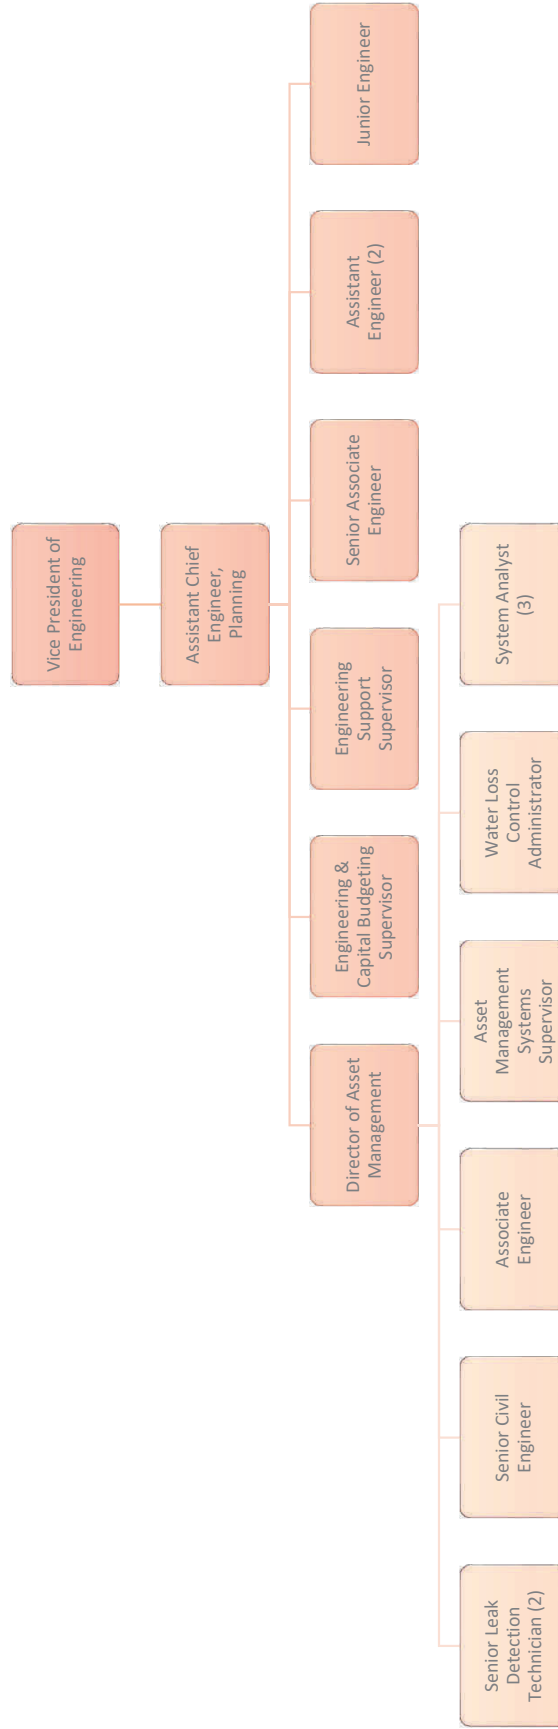 Vice President of
Engineering
Assistant Chief
Engineer,
Planning
Director of Asset
Management
Engineering &
Capital Budgeting
Supervisor
Engineering
Support
Supervisor
Senior Associate
Engineer
Assistant
Engineer (2)
Junior Engineer
Senior Leak
Detection
Technician (2)
Senior Civil
Engineer
Associate
Engineer
Asset
Management
Systems
Supervisor
Water Loss
Control
Administrator
System Analyst
(3)